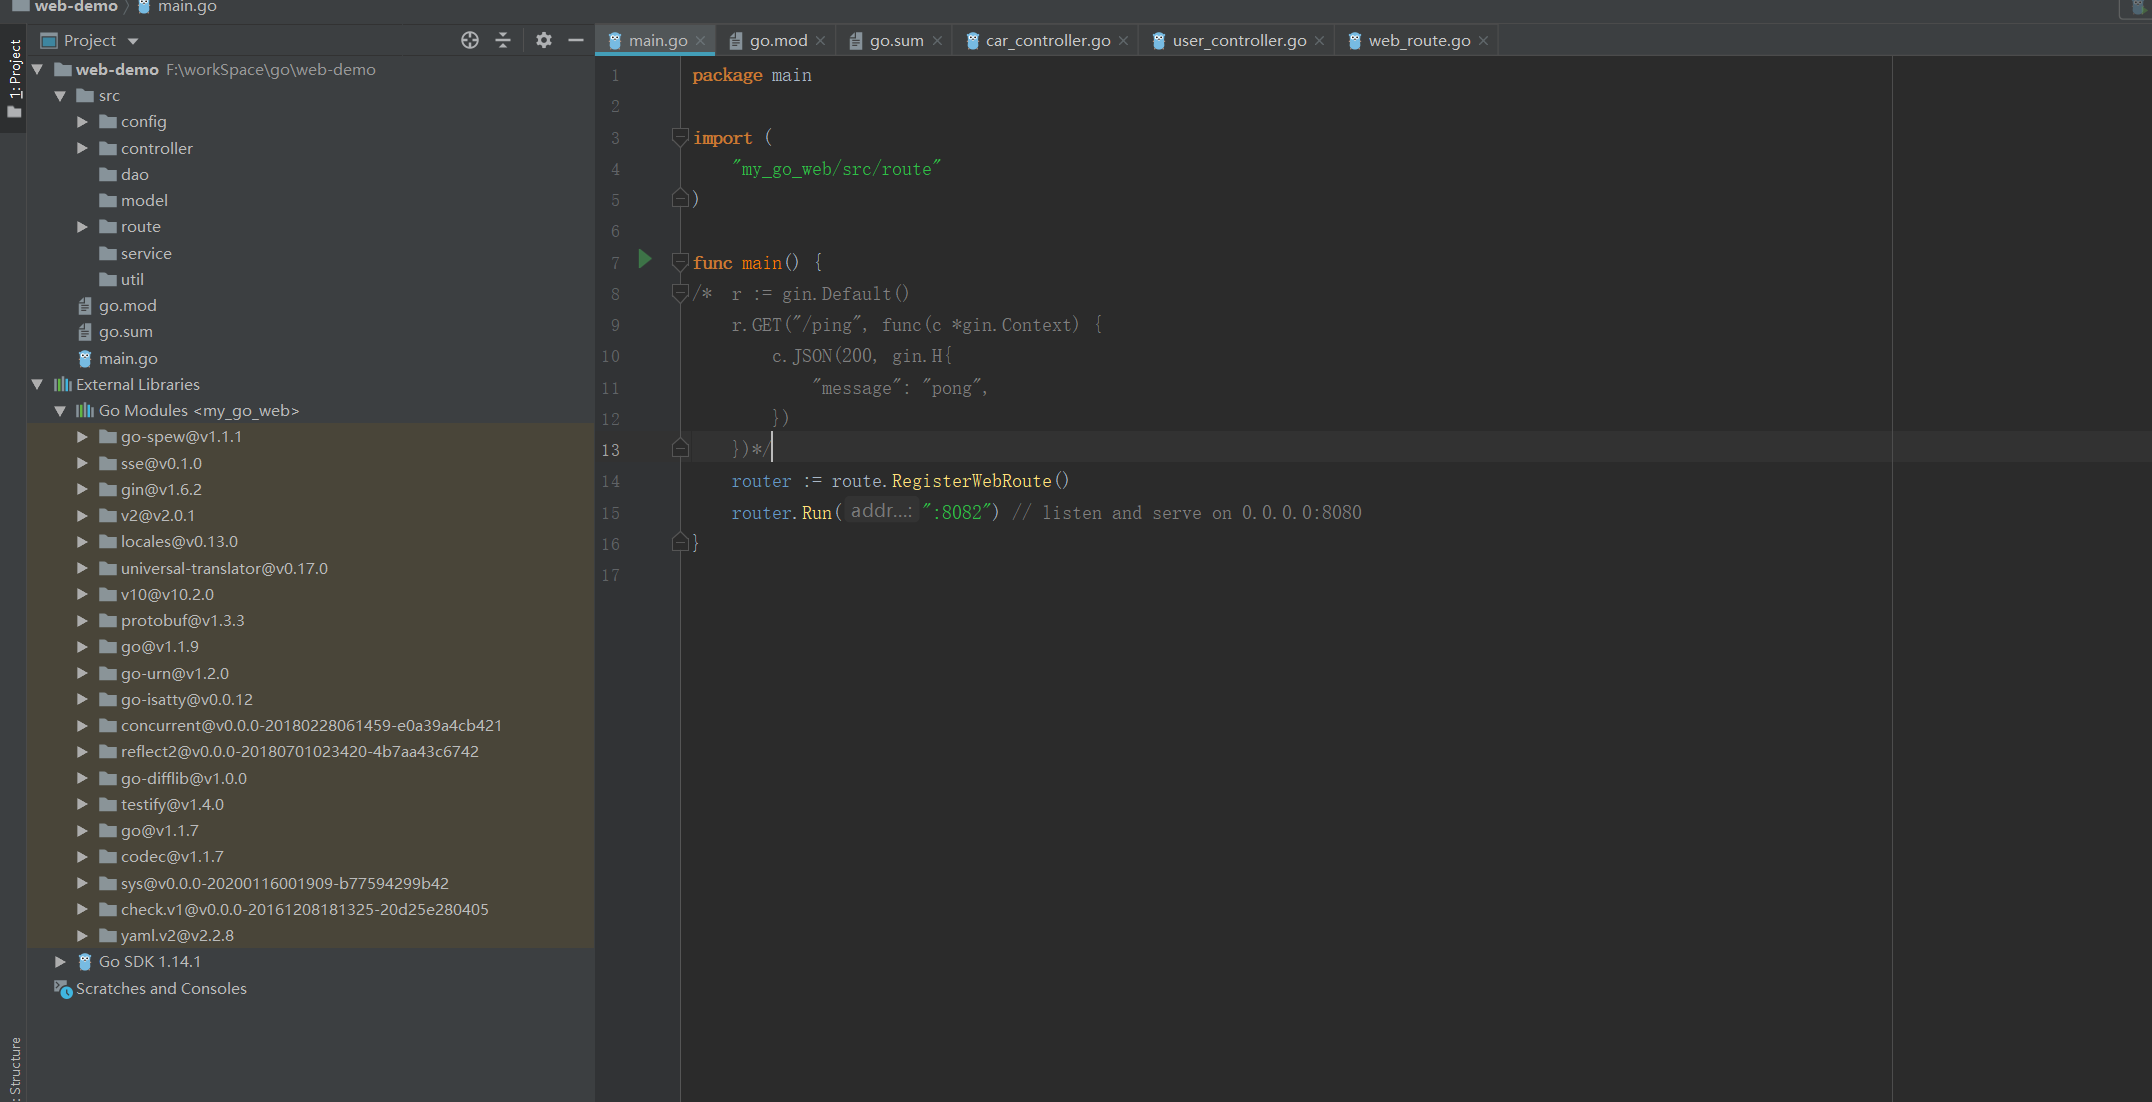 web-demo main.go
Project
1: Project
web-demo F:\workSpace\go\web-demo
src
config
controller
dao
model
route
service
util
go.mod
go.sum
main.go
External Libraries
Go Modules <my_go_web>
go-spew@v1.1.1
sse@v0.1.0
gin@v1.6.2
v2@v2.0.1
locales@v0.13.0
universal-translator@v0.17.0
v10@v10.2.0
protobuf@v1.3.3
go@v1.1.9
go-urn@v1.2.0
go-isatty@v0.0.12
concurrent@v0.0.0-20180228061459-e0a39a4cb421
reflect2@v0.0.0-20180701023420-4b7aa43c6742
go-difflib@v1.0.0
testify@v1.4.0
go@v1.1.7
codec@v1.1.7
sys@v0.0.0-20200116001909-b77594299b42
check.v1@v0.0.0-20161208181325-20d25e280405
yaml.v2@v2.2.8
Go SDK 1.14.1
Scratches and Consoles
: Structure
main.go go.mod go.sum car_controller.go user_controller.go web_route.go
1 package main
2
3 import (
4 "my_go_web/src/route"
5 )
6
7 func main() {
8 /* r := gin.Default()
9 r.GET("/ping", func(c *gin.Context) {
10 c.JSON(200, gin.H{
11 "message": "pong",
12 })
13 })*/
14 router := route.RegisterWebRoute()
15 router.Run( addr...: ":8082") // listen and serve on 0.0.0.0:8080
16 }
17